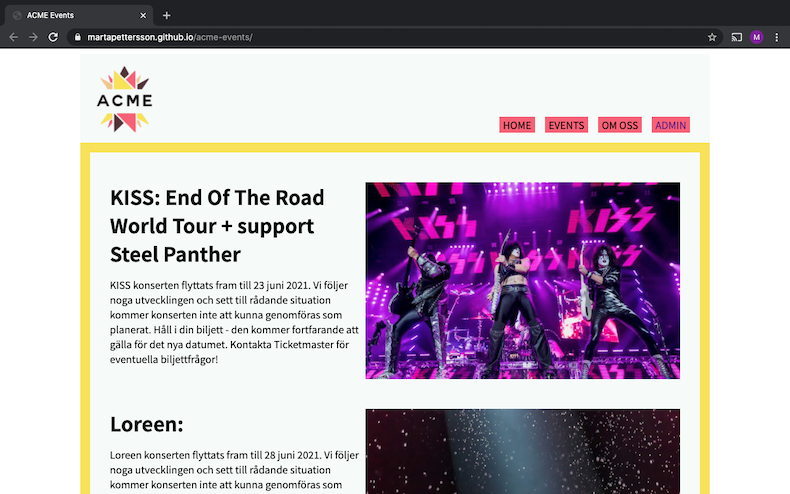 ACME Events
martapettersson.github.io/acme-events/
M
ACME
HOME
EVENTS
OM OSS
ADMIN
KISS: End Of The Road
World Tour + support
Steel Panther
KISS konserten flyttats fram till 23 juni 2021. Vi följer
noga utvecklingen och sett till rådande situation
kommer konserten inte att kunna genomföras som
planerat. Håll i din biljett - den kommer fortfarande att
gälla för det nya datumet. Kontakta Ticketmaster för
eventuella biljettfrågor!
KISS
KISS
Loreen:
Loreen konserten flyttats fram till 28 juni 2021. Vi följer
noga utvecklingen och sett till rådande situation
kommer konserten inte att kunna genomföras som